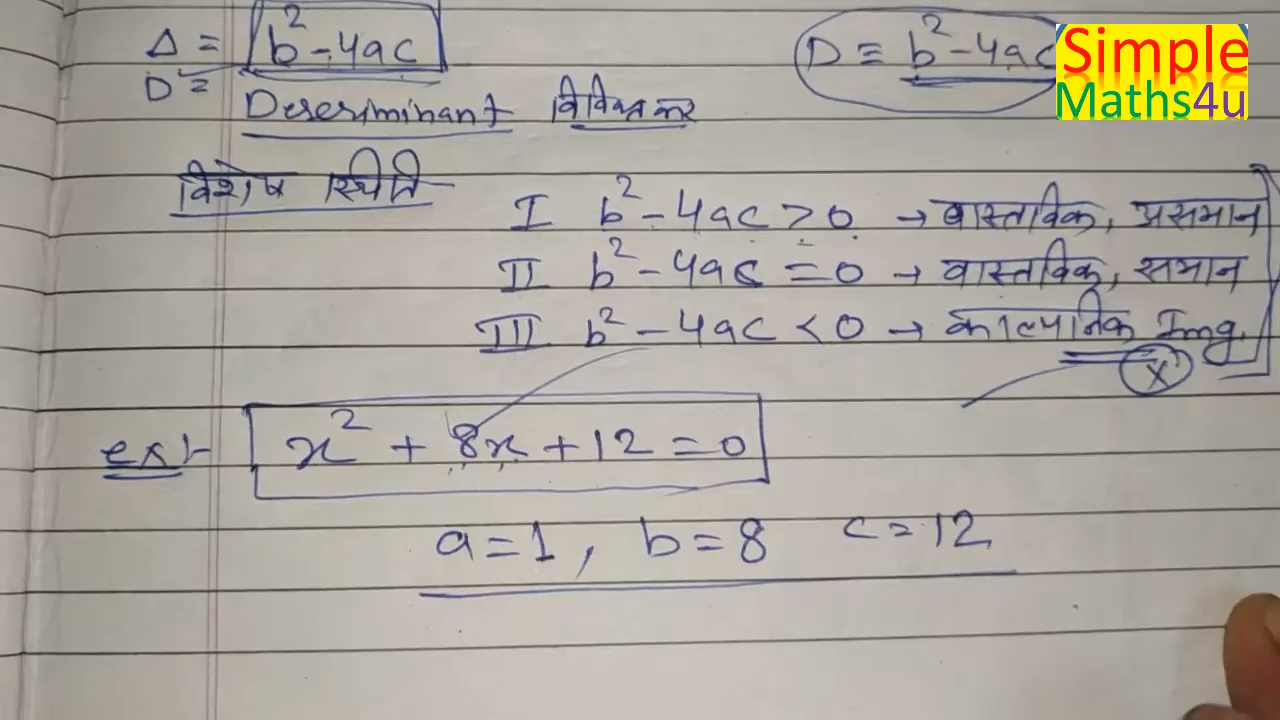 Δ = b² - 4ac
D = b² - 4ac
Simple
Maths4u
D =
Descriminant विविक्तकर
विशेष स्थिति
I b² - 4ac > 0 → वास्तविक, असमान
II b² - 4ac = 0 → वास्तविक, समान
III b² - 4ac < 0 → काल्पनिक Img.
x
ex:- x² + 8x + 12 = 0
a = 1, b = 8 c = 12